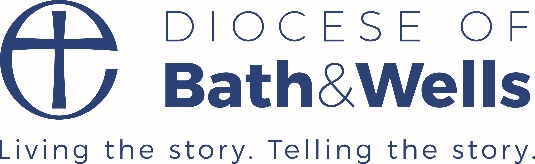 DIOCESE OF
Bath&Wells
Living the story. Telling the story.